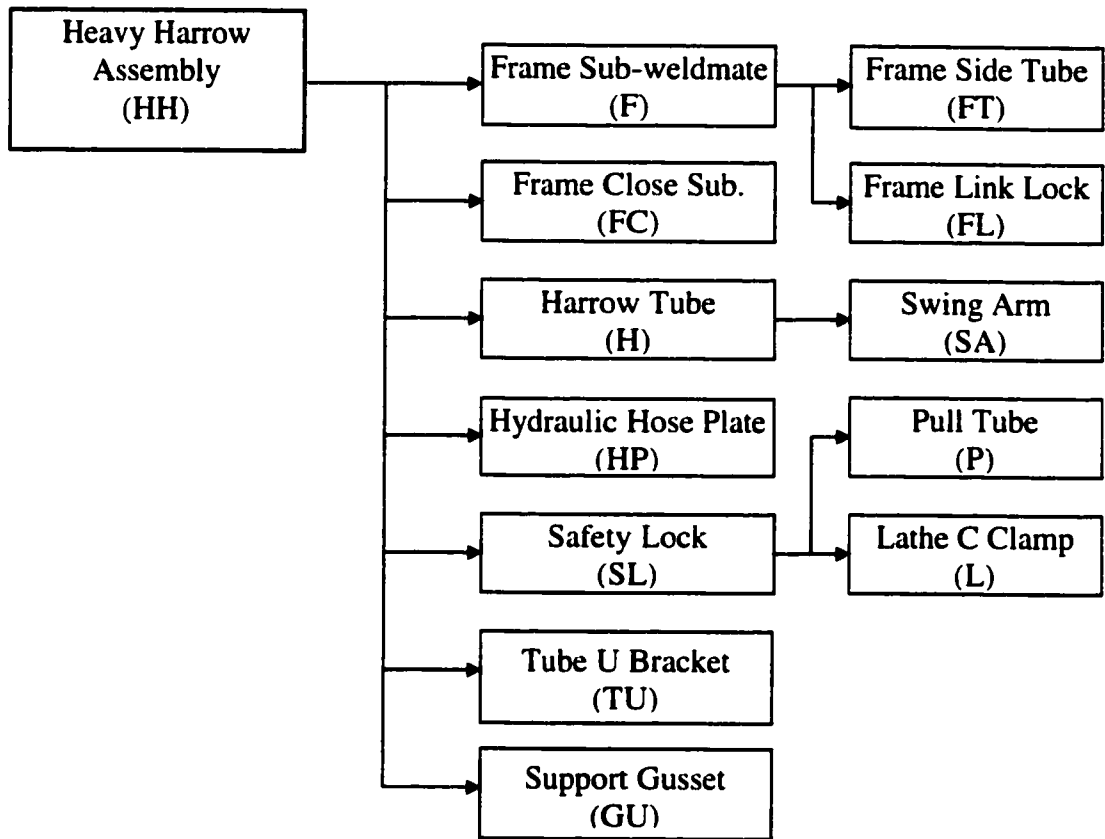 Heavy Harrow
Assembly
(HH)
Frame Sub-weldmate
(F)
Frame Side Tube
(FT)
Frame Close Sub.
(FC)
Frame Link Lock
(FL)
Harrow Tube
(H)
Swing Arm
(SA)
Hydraulic Hose Plate
(HP)
Pull Tube
(P)
Safety Lock
(SL)
Lathe C Clamp
(L)
Tube U Bracket
(TU)
Support Gusset
(GU)